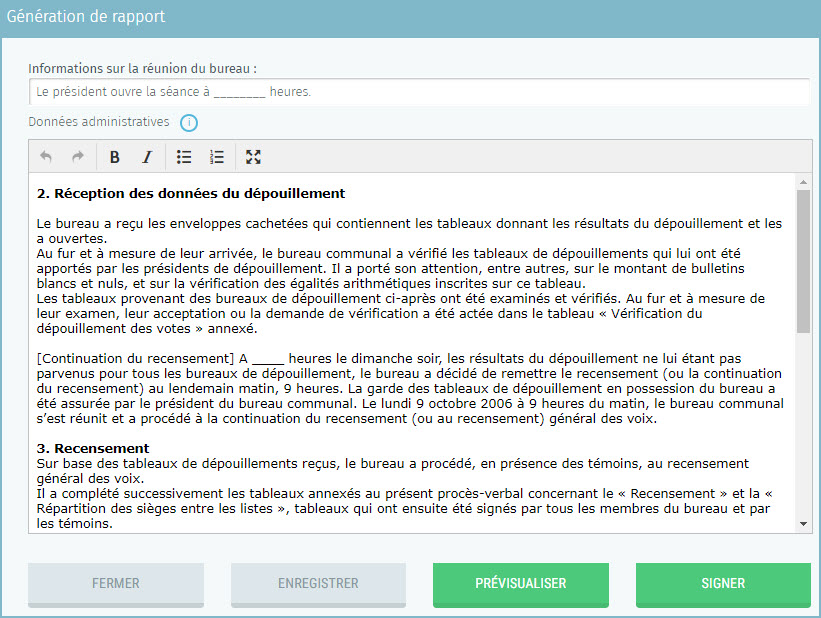 Génération de rapport
Informations sur la réunion du bureau :
Le président ouvre la séance à ________ heures.
Données administratives i
B I
2. Réception des données du dépouillement
Le bureau a reçu les enveloppes cachetées qui contiennent les tableaux donnant les résultats du dépouillement et les
a ouvertes.
Au fur et à mesure de leur arrivée, le bureau communal a vérifié les tableaux de dépouillements qui lui ont été
apportés par les présidents de dépouillement. Il a porté son attention, entre autres, sur le montant de bulletins
blancs et nuls, et sur la vérification des égalités arithmétiques inscrites sur ce tableau.
Les tableaux provenant des bureaux de dépouillement ci-après ont été examinés et vérifiés. Au fur et à mesure de
leur examen, leur acceptation ou la demande de vérification a été actée dans le tableau « Vérification du
dépouillement des votes » annexé.
[Continuation du recensement] A ____ heures le dimanche soir, les résultats du dépouillement ne lui étant pas
parvenus pour tous les bureaux de dépouillement, le bureau a décidé de remettre le recensement (ou la continuation
du recensement) au lendemain matin, 9 heures. La garde des tableaux de dépouillement en possession du bureau a
été assurée par le président du bureau communal. Le lundi 9 octobre 2006 à 9 heures du matin, le bureau communal
s’est réunit et a procédé à la continuation du recensement (ou au recensement) général des voix.
3. Recensement
Sur base des tableaux de dépouillements reçus, le bureau a procédé, en présence des témoins, au recensement
général des voix.
Il a complété successivement les tableaux annexés au présent procès-verbal concernant le « Recensement » et la «
Répartition des sièges entre les listes », tableaux qui ont ensuite été signés par tous les membres du bureau et par
les témoins.
FERMER ENREGISTRER PRÉVISUALISER SIGNER